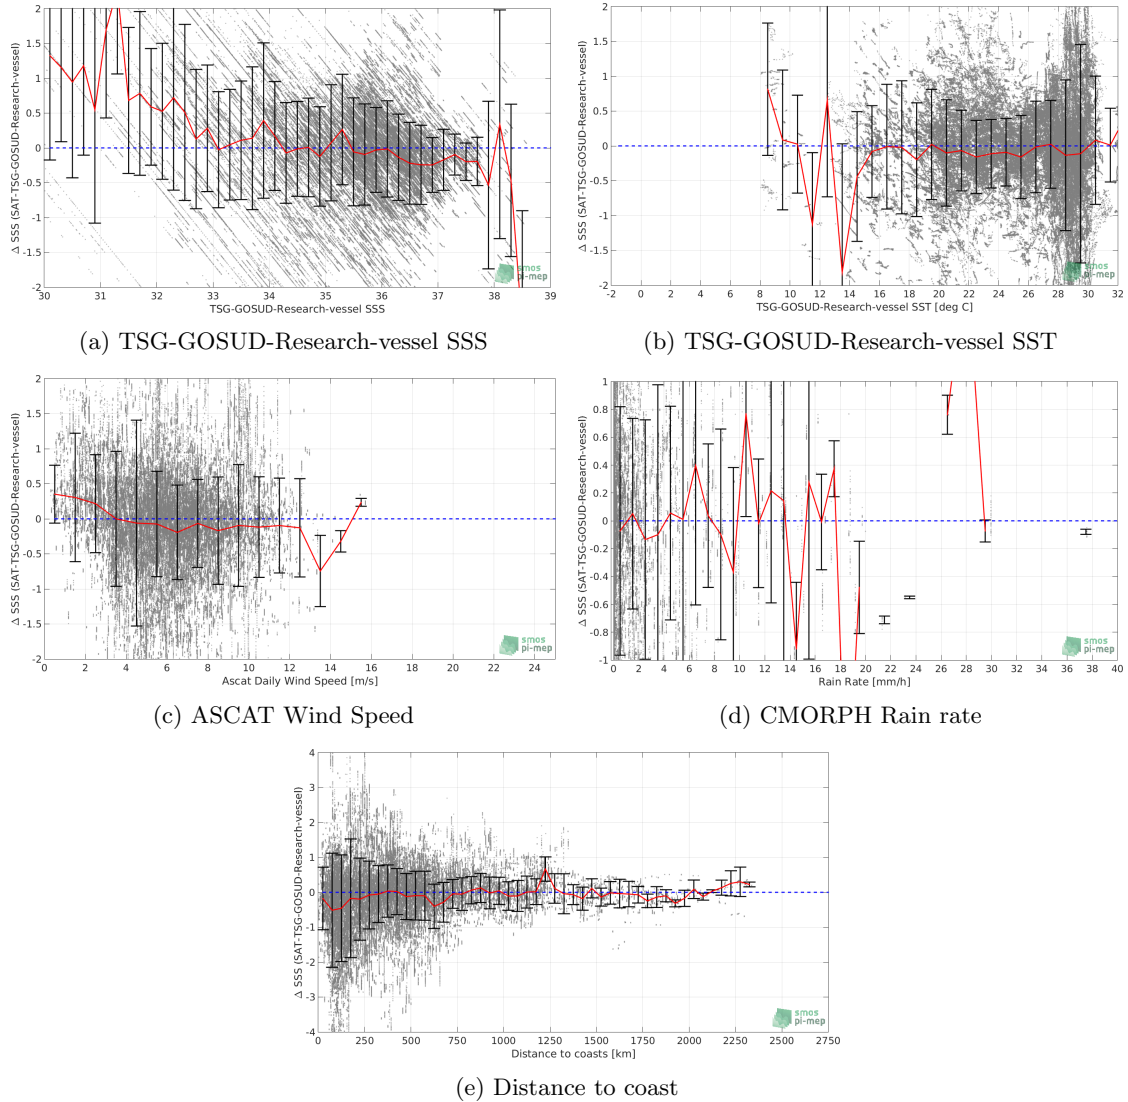 2
1.5
1
0.5
0
-0.5
-1
-1.5
-2
Δ SSS (SAT-TSG-GOSUD-Research-vessel)
30 31 32 33 34 35 36 37 38 39
TSG-GOSUD-Research-vessel SSS
smos
pi-mep
(a) TSG-GOSUD-Research-vessel SSS
2
1.5
1
0.5
0
-0.5
-1
-1.5
-2
Δ SSS (SAT-TSG-GOSUD-Research-vessel)
-2 0 2 4 6 8 10 12 14 16 18 20 22 24 26 28 30 32
TSG-GOSUD-Research-vessel SST [deg C]
smos
pi-mep
(b) TSG-GOSUD-Research-vessel SST
2
1.5
1
0.5
0
-0.5
-1
-1.5
-2
Δ SSS (SAT-TSG-GOSUD-Research-vessel)
0 2 4 6 8 10 12 14 16 18 20 22 24
Ascat Daily Wind Speed [m/s]
smos
pi-mep
(c) ASCAT Wind Speed
1
0.8
0.6
0.4
0.2
0
-0.2
-0.4
-0.6
-0.8
-1
Δ SSS (SAT-TSG-GOSUD-Research-vessel)
0 2 4 6 8 10 12 14 16 18 20 22 24 26 28 30 32 34 36 38 40
Rain Rate [mm/h]
smos
pi-mep
(d) CMORPH Rain rate
4
3
2
1
0
-1
-2
-3
-4
Δ SSS (SAT-TSG-GOSUD-Research-vessel)
0 250 500 750 1000 1250 1500 1750 2000 2250 2500 2750
Distance to coasts [km]
smos
pi-mep
(e) Distance to coast